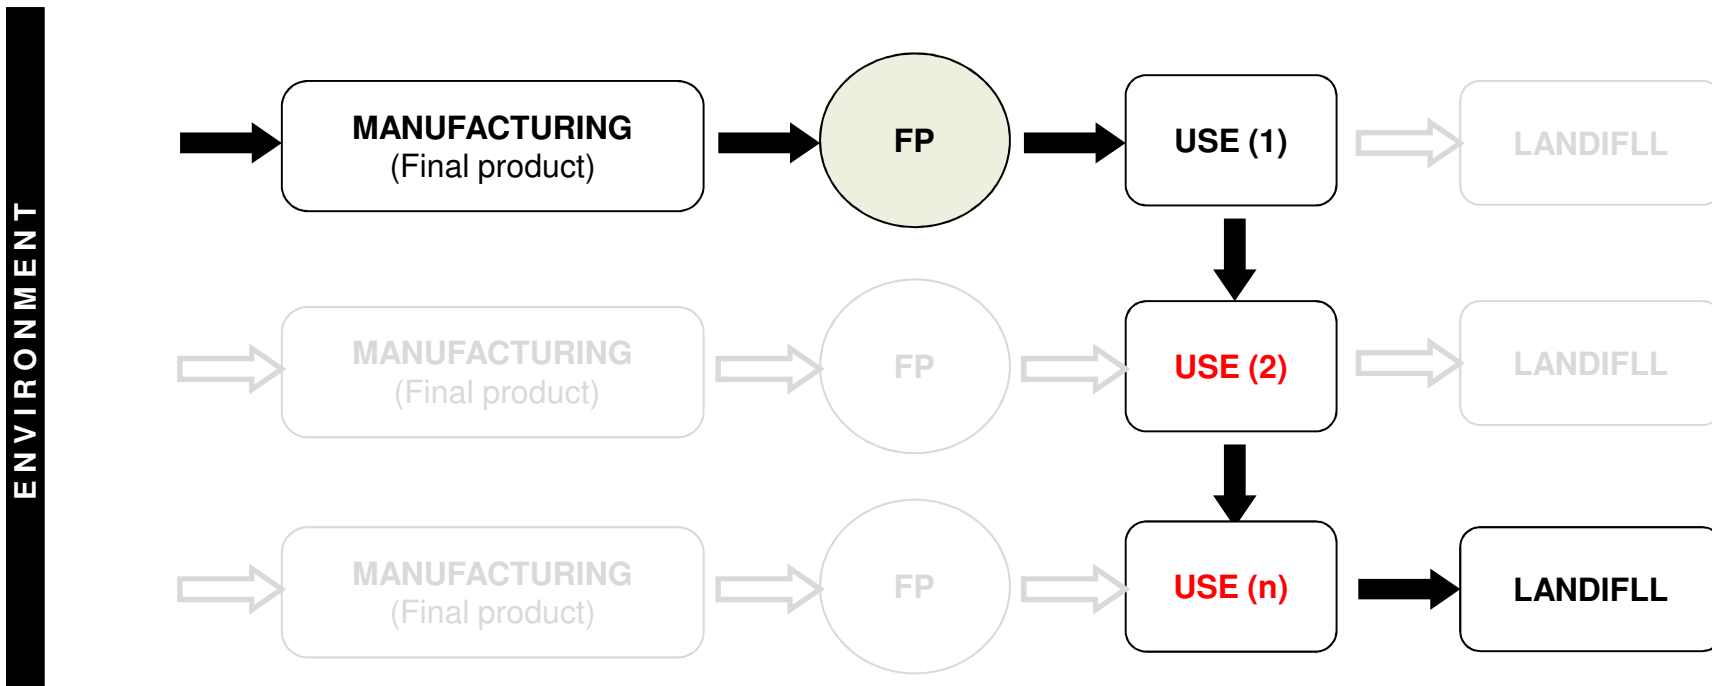 ENVIRONMENT
MANUFACTURING
(Final product)
FP
USE (1)
LANDIFLL
MANUFACTURING
(Final product)
FP
USE (2)
LANDIFLL
MANUFACTURING
(Final product)
FP
USE (n)
LANDIFLL